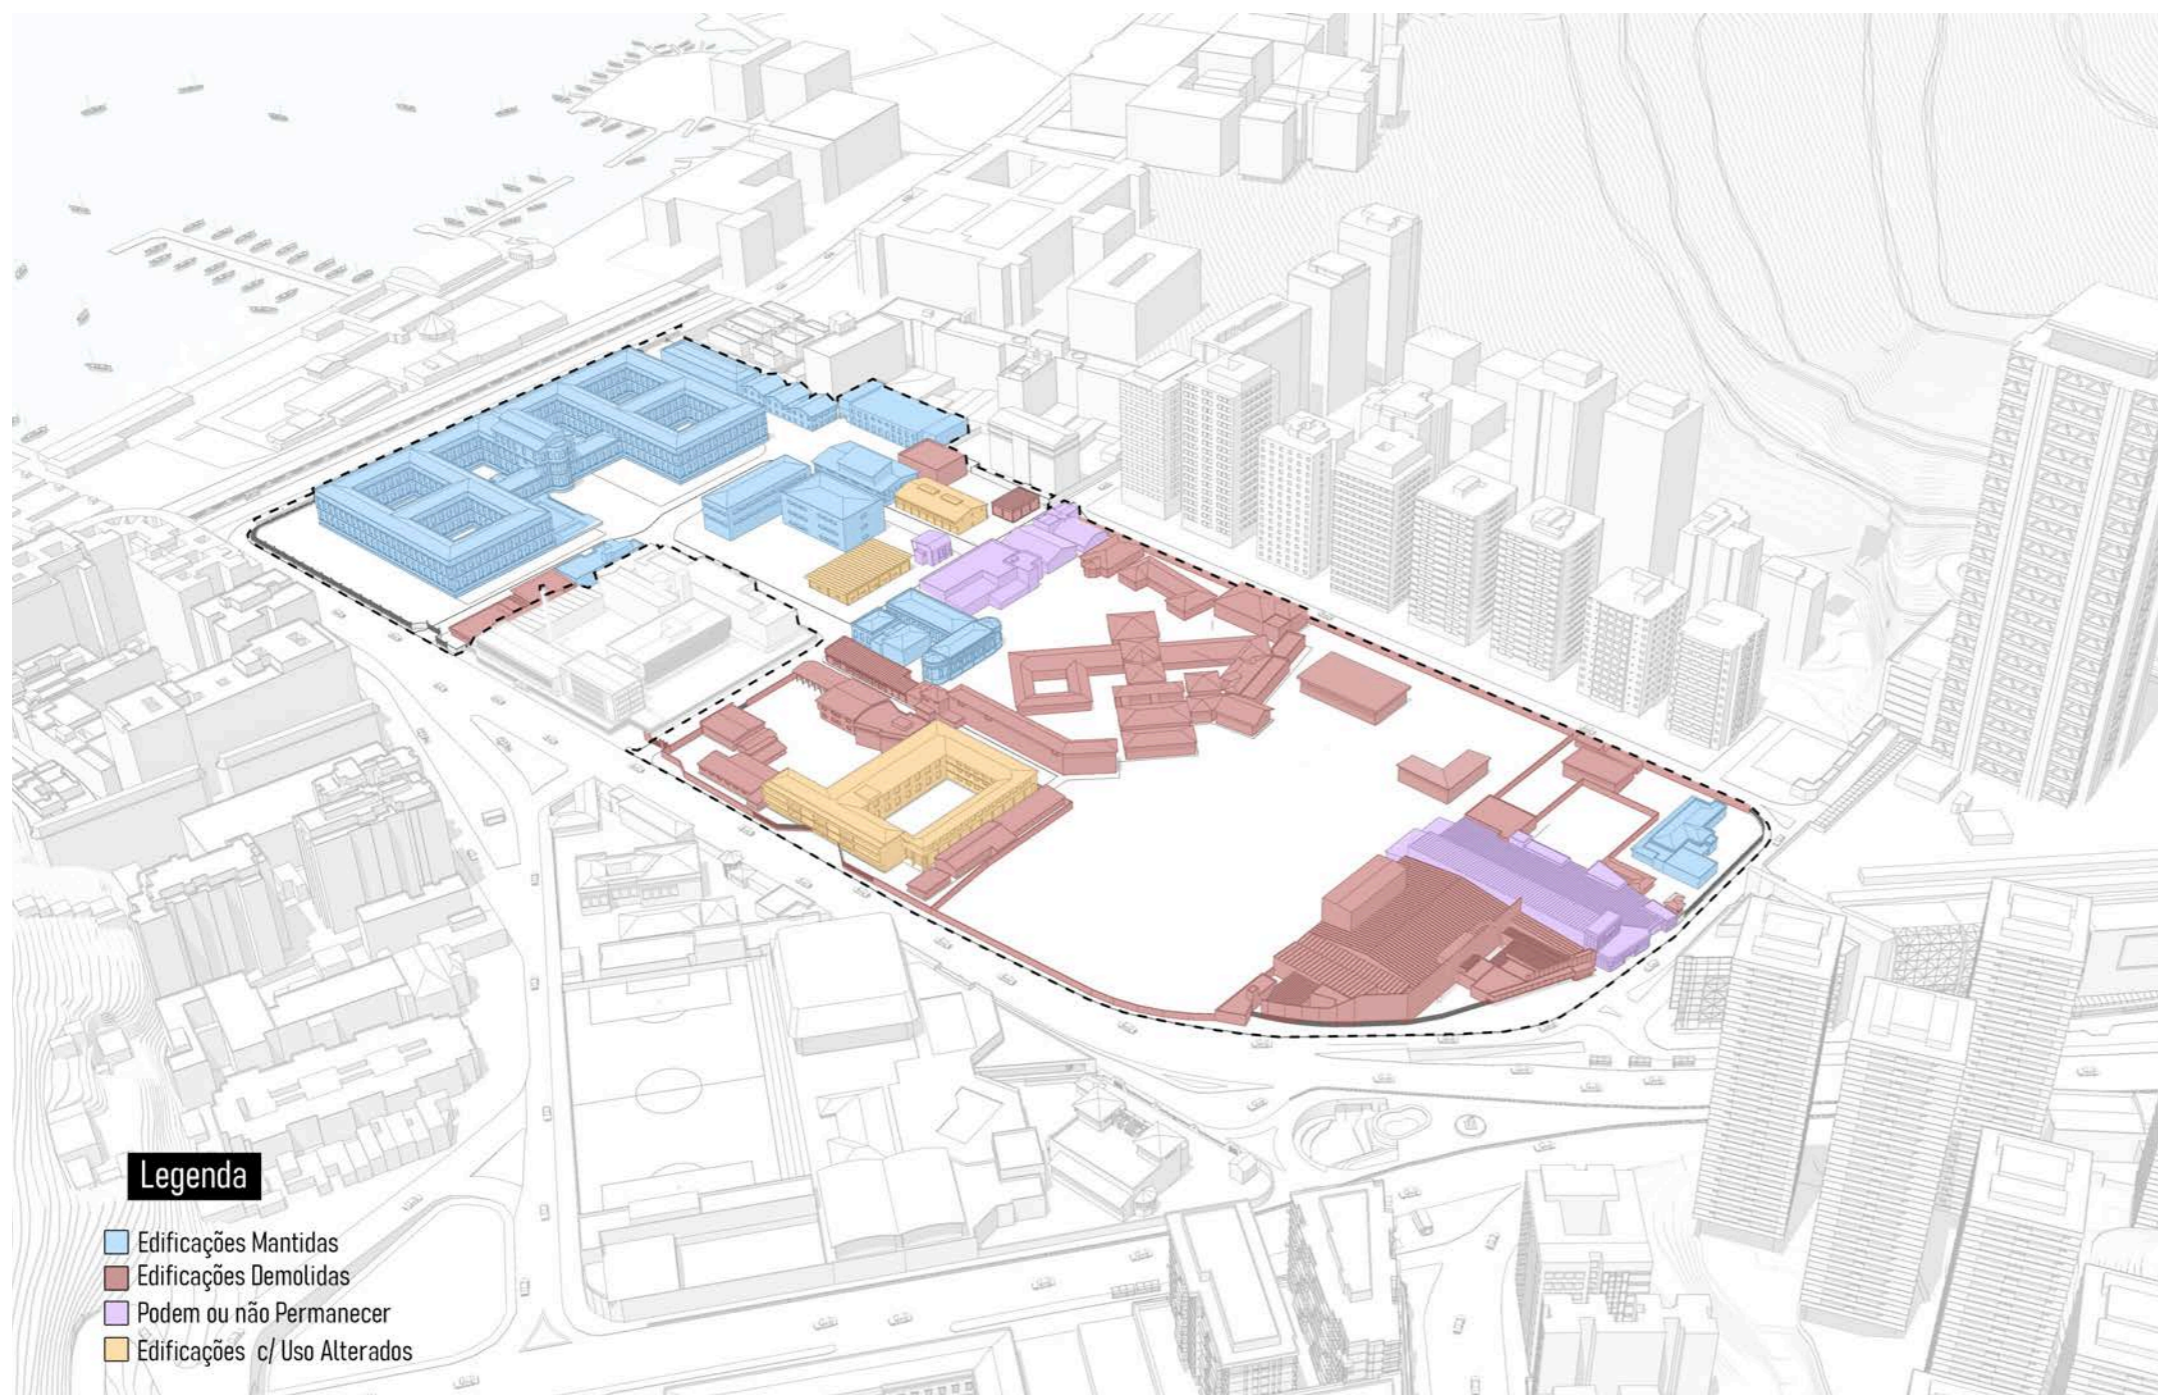 Legenda
Edificações Mantidas
Edificações Demolidas
Podem ou não Permanecer
Edificações c/ Uso Alterados